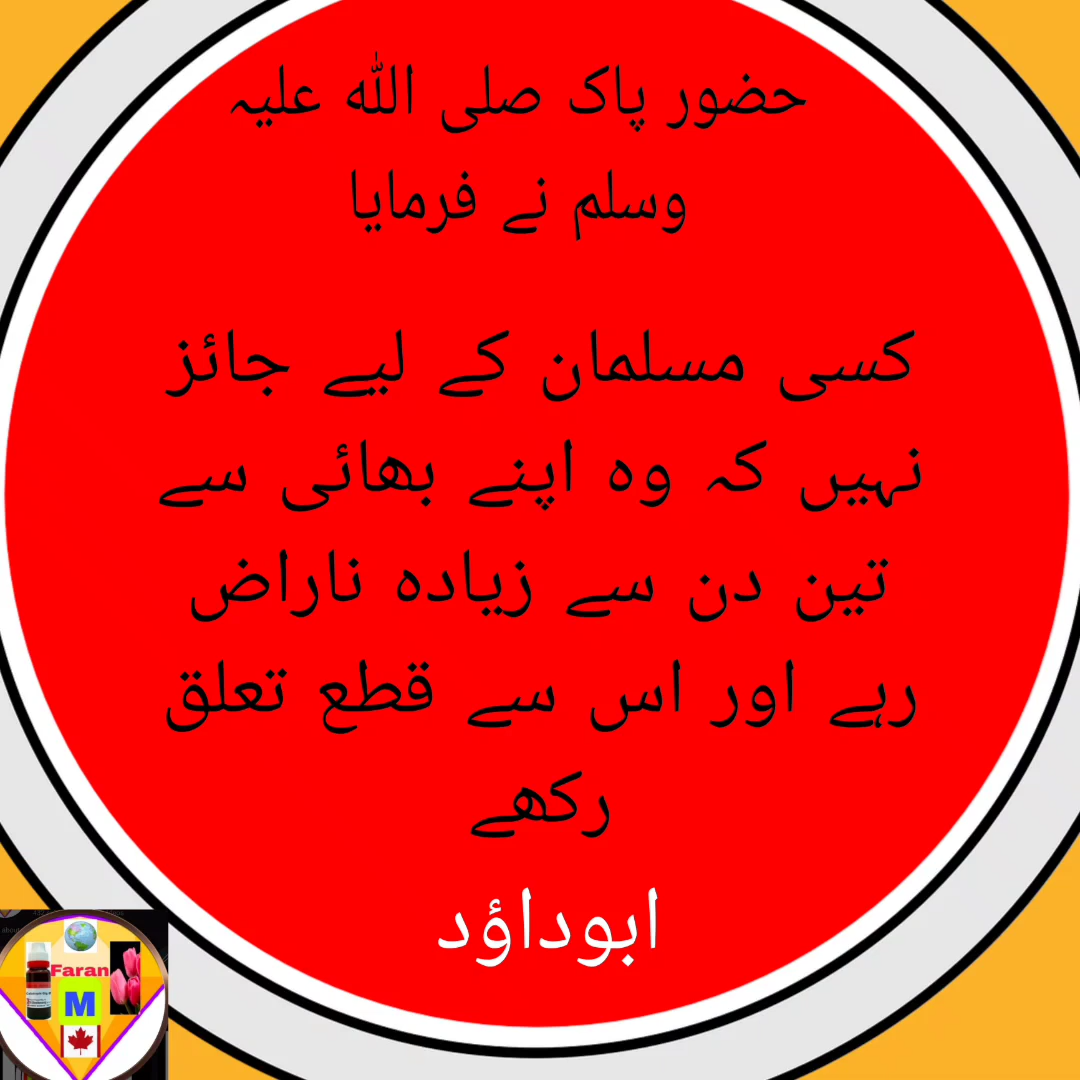 حضور پاک صلی اللہ علیہ
وسلم نے فرمایا
کسی مسلمان کے لیے جائز
نہیں کہ وہ اپنے بھائی سے
تین دن سے زیادہ ناراض
رہے اور اس سے قطع تعلق
رکھے
ابوداؤد
Faran
M